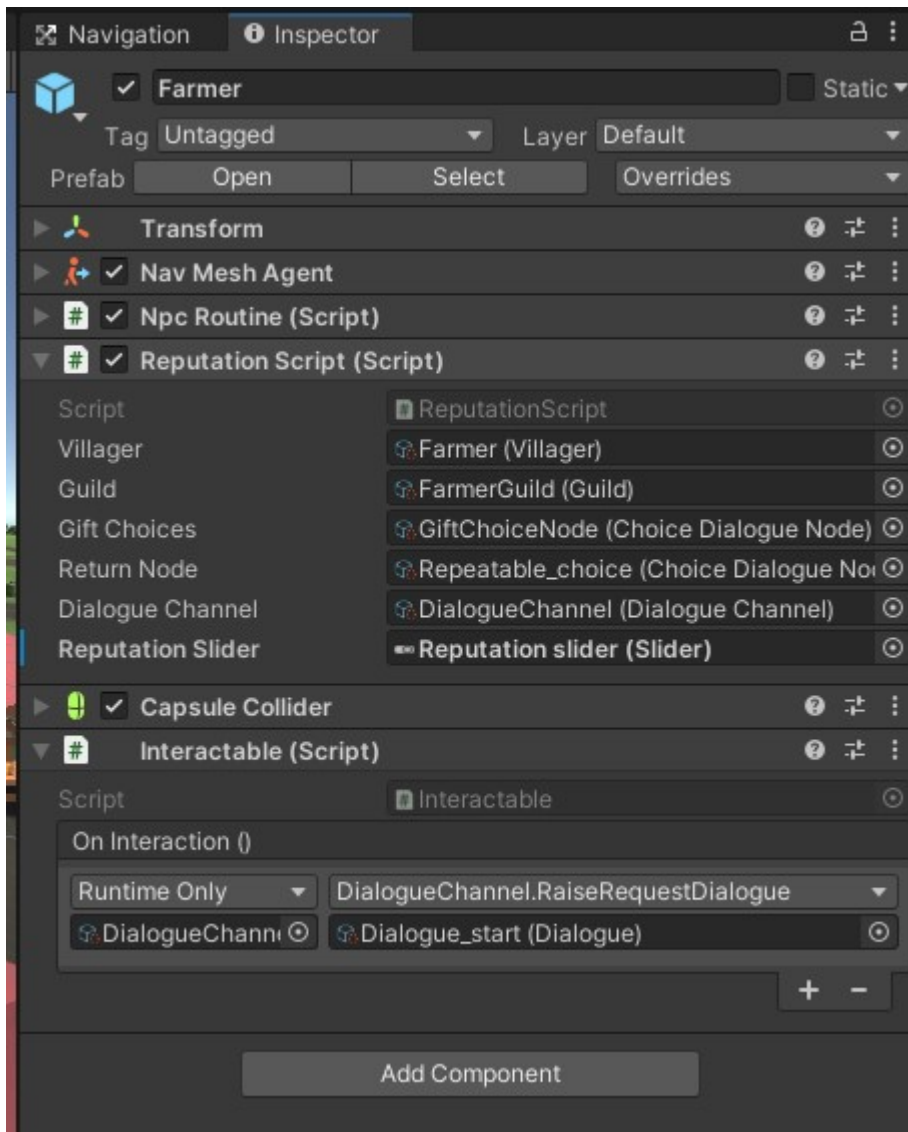 Navigation Inspector
Farmer Static
Tag Untagged Layer Default
Prefab Open Select Overrides
Transform
Nav Mesh Agent
# Npc Routine (Script)
# Reputation Script (Script)
Script # ReputationScript
Villager Farmer (Villager)
Guild FarmerGuild (Guild)
Gift Choices GiftChoiceNode (Choice Dialogue Node)
Return Node Repeatable_choice (Choice Dialogue No
Dialogue Channel DialogueChannel (Dialogue Channel)
Reputation Slider Reputation slider (Slider)
Capsule Collider
# Interactable (Script)
Script # Interactable
On Interaction ()
Runtime Only DialogueChannel.RaiseRequestDialogue
DialogueChann Dialogue_start (Dialogue)
+ −
Add Component